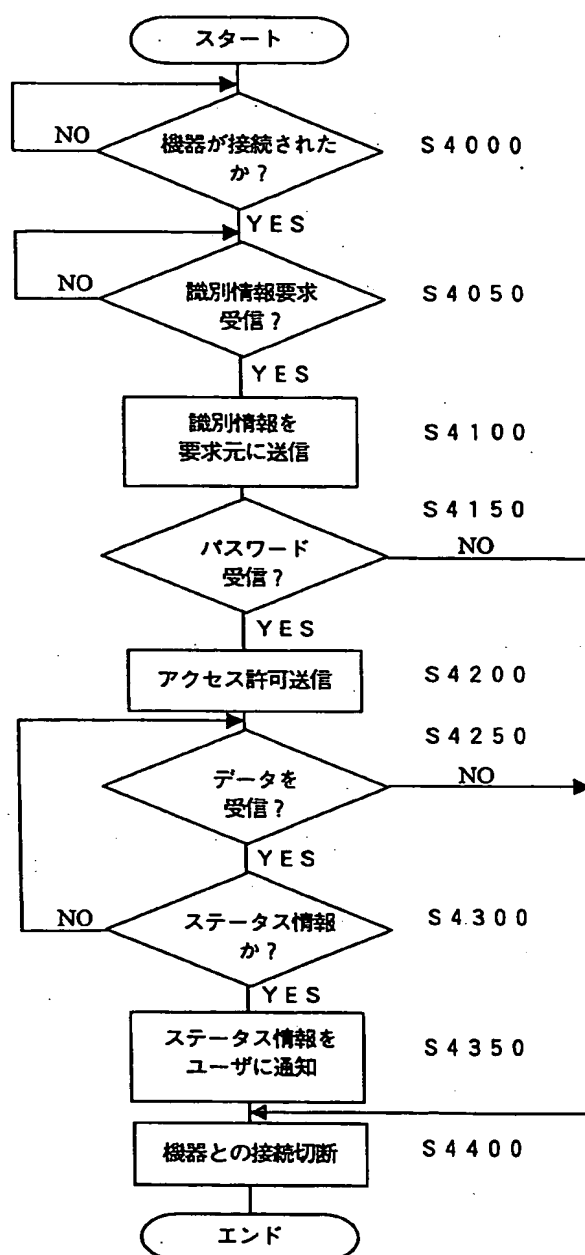 スタート
NO
機器が接続された
か?
S4000
YES
NO
識別情報要求
受信?
S4050
YES
識別情報を
要求元に送信
S4100
S4150
パスワード
受信?
NO
YES
アクセス許可送信
S4200
S4250
データを
受信?
NO
YES
NO
ステータス情報
か?
S4300
YES
ステータス情報を
ユーザに通知
S4350
機器との接続切断
S4400
エンド